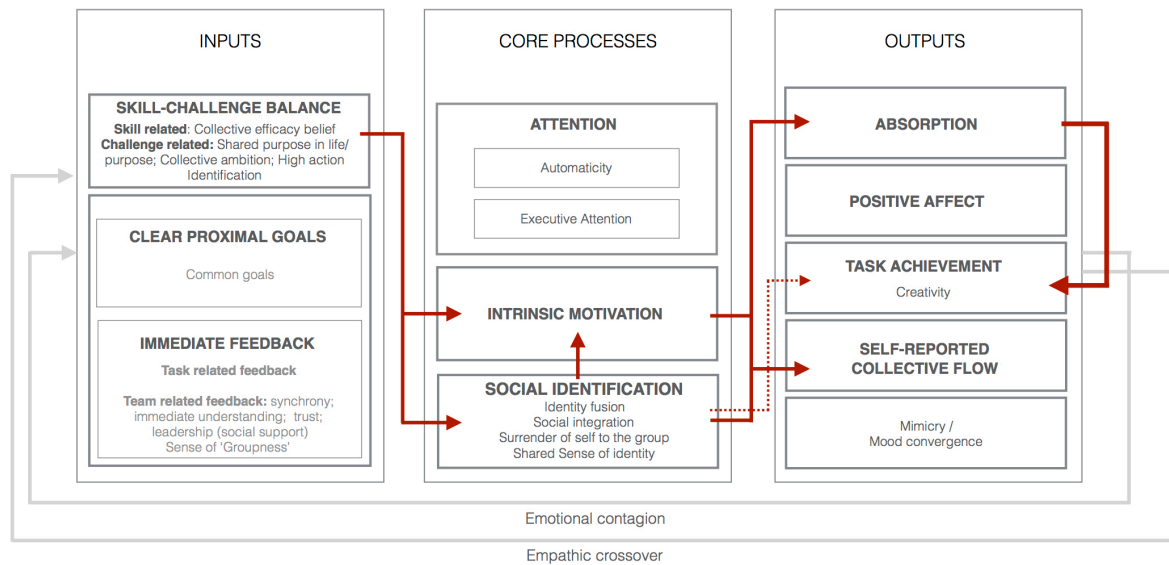 INPUTS
SKILL-CHALLENGE BALANCE
Skill related: Collective efficacy belief
Challenge related: Shared purpose in life/
purpose; Collective ambition; High action
Identification
CLEAR PROXIMAL GOALS
Common goals
IMMEDIATE FEEDBACK
Task related feedback
Team related feedback: synchrony;
immediate understanding; trust;
leadership (social support)
Sense of 'Groupness'
CORE PROCESSES
ATTENTION
Automaticity
Executive Attention
INTRINSIC MOTIVATION
SOCIAL IDENTIFICATION
Identity fusion
Social integration
Surrender of self to the group
Shared Sense of identity
OUTPUTS
ABSORPTION
POSITIVE AFFECT
TASK ACHIEVEMENT
Creativity
SELF-REPORTED
COLLECTIVE FLOW
Mimicry /
Mood convergence
Emotional contagion
Empathic crossover